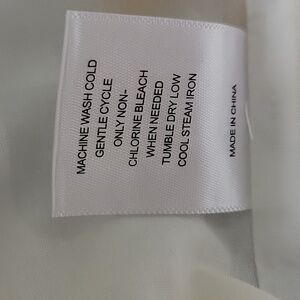 MACHINE WASH COLD
GENTLE CYCLE
ONLY NON-
CHLORINE BLEACH
WHEN NEEDED
TUMBLE DRY LOW
COOL STEAM IRON
MADE IN CHINA